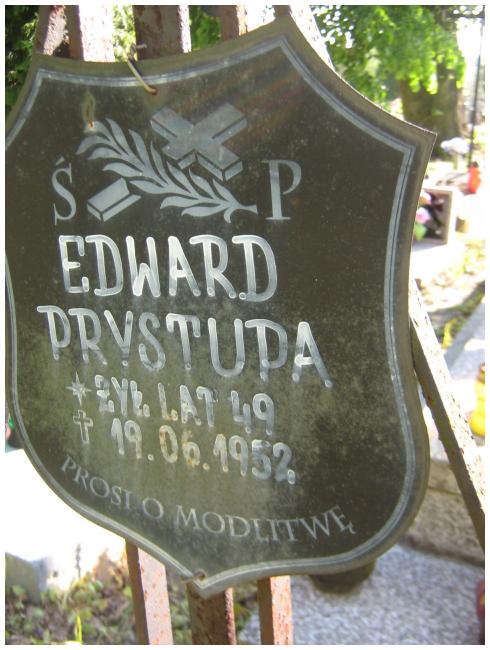 Ś P
EDWARD
PRYSTUPA
ŻYŁ LAT 49
19.06.1952
PROSI O MODLITWĘ